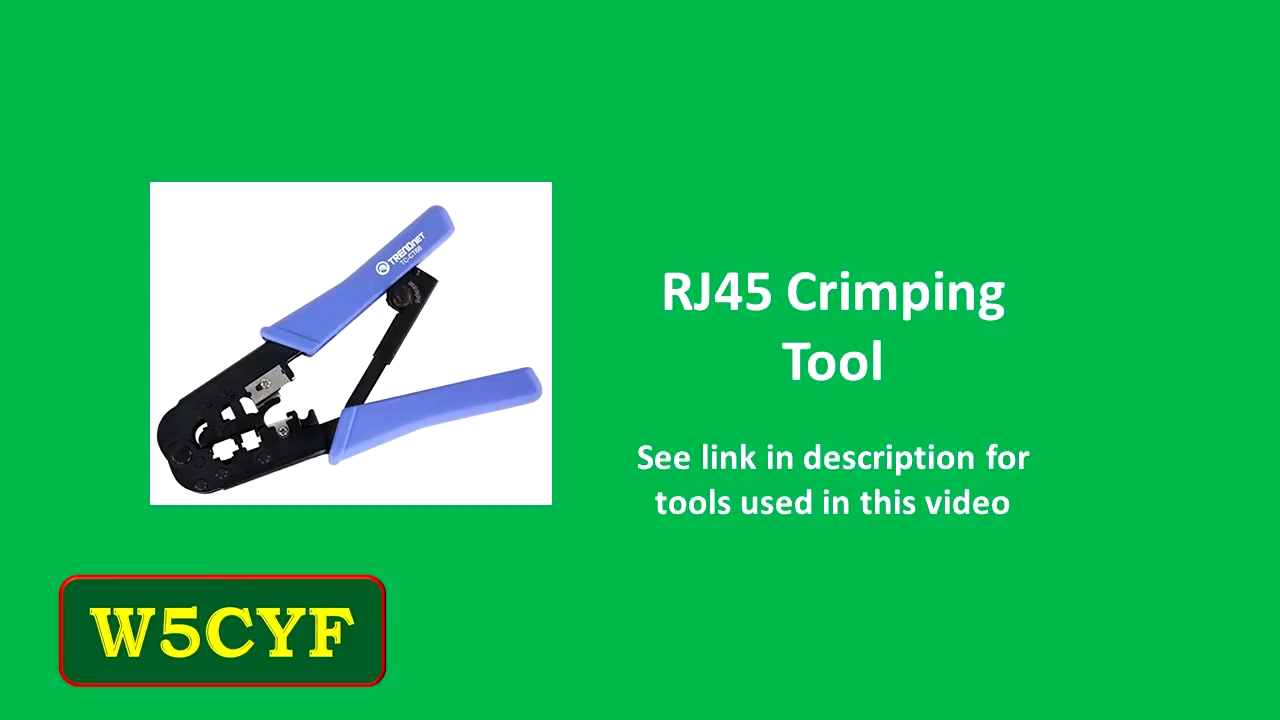 TRENDNET
TC-CT68
RJ45 Crimping
Tool
See link in description for
tools used in this video
W5CYF